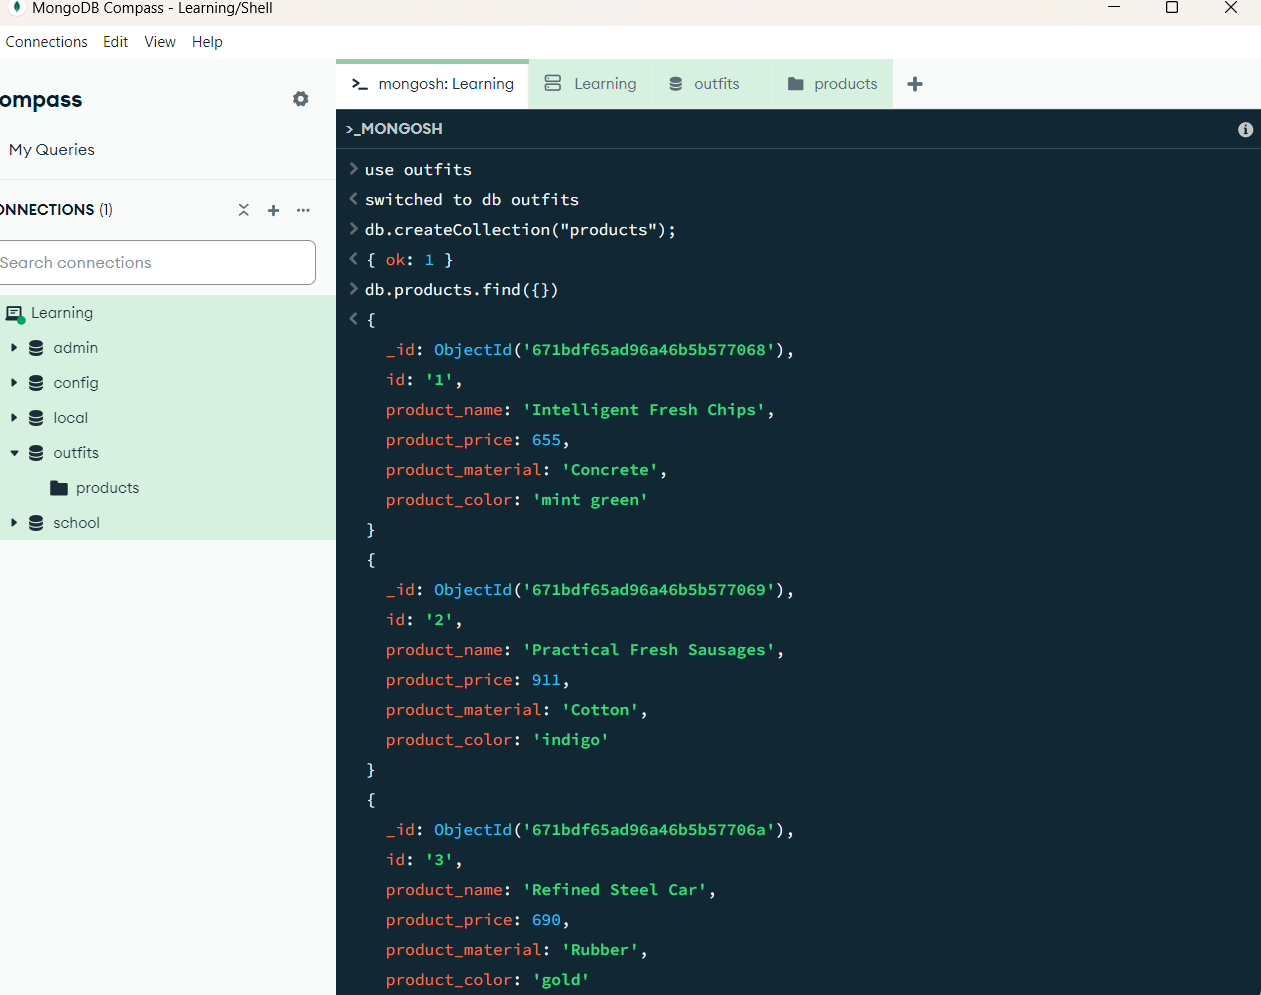 MongoDB Compass - Learning/Shell
Connections Edit View Help
ompass
My Queries
ONNECTIONS (1)
Search connections
Learning
admin
config
local
outfits
products
school
mongosh: Learning
Learning
outfits
products
>_MONGOSH
> use outfits
< switched to db outfits
> db.createCollection("products");
< { ok: 1 }
> db.products.find({})
< {
_id: ObjectId('671bdf65ad96a46b5b577068'),
id: '1',
product_name: 'Intelligent Fresh Chips',
product_price: 655,
product_material: 'Concrete',
product_color: 'mint green'
}
{
_id: ObjectId('671bdf65ad96a46b5b577069'),
id: '2',
product_name: 'Practical Fresh Sausages',
product_price: 911,
product_material: 'Cotton',
product_color: 'indigo'
}
{
_id: ObjectId('671bdf65ad96a46b5b57706a'),
id: '3',
product_name: 'Refined Steel Car',
product_price: 690,
product_material: 'Rubber',
product_color: 'gold'